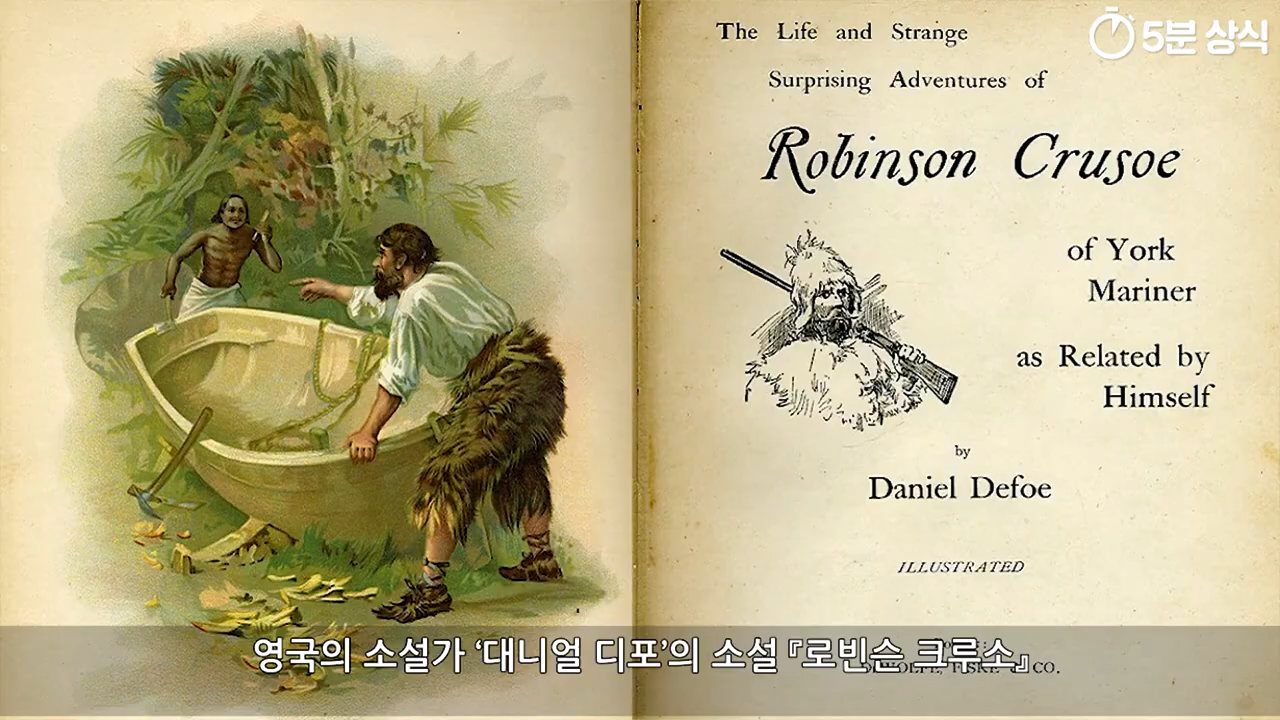 5분 상식
The Life and Strange
Surprising Adventures of
Robinson Crusoe
of York
Mariner
as Related by
Himself
by
Daniel Defoe
ILLUSTRATED
영국의 소설가 ‘대니얼 디포’의 소설 『로빈슨 크루소』
CO.